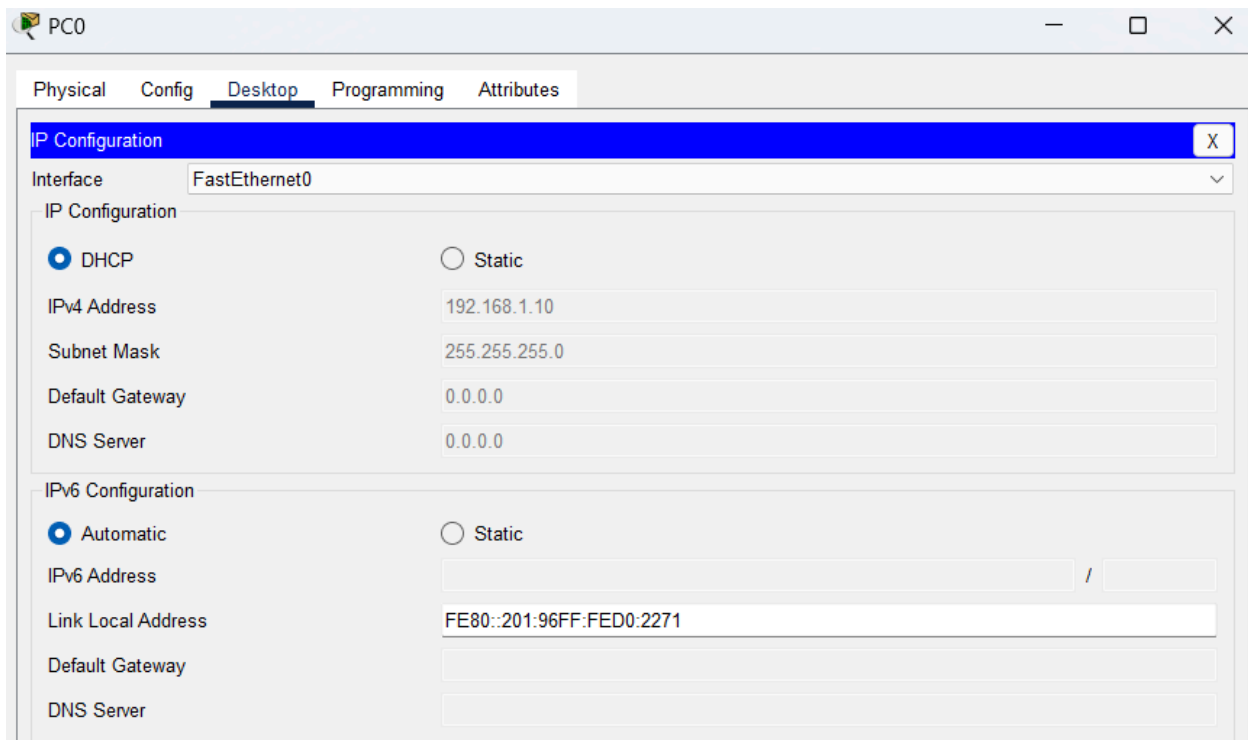 PC0
Physical Config Desktop Programming Attributes
IP Configuration X
Interface FastEthernet0
IP Configuration
DHCP Static
IPv4 Address 192.168.1.10
Subnet Mask 255.255.255.0
Default Gateway 0.0.0.0
DNS Server 0.0.0.0
IPv6 Configuration
Automatic Static
IPv6 Address /
Link Local Address FE80::201:96FF:FED0:2271
Default Gateway
DNS Server